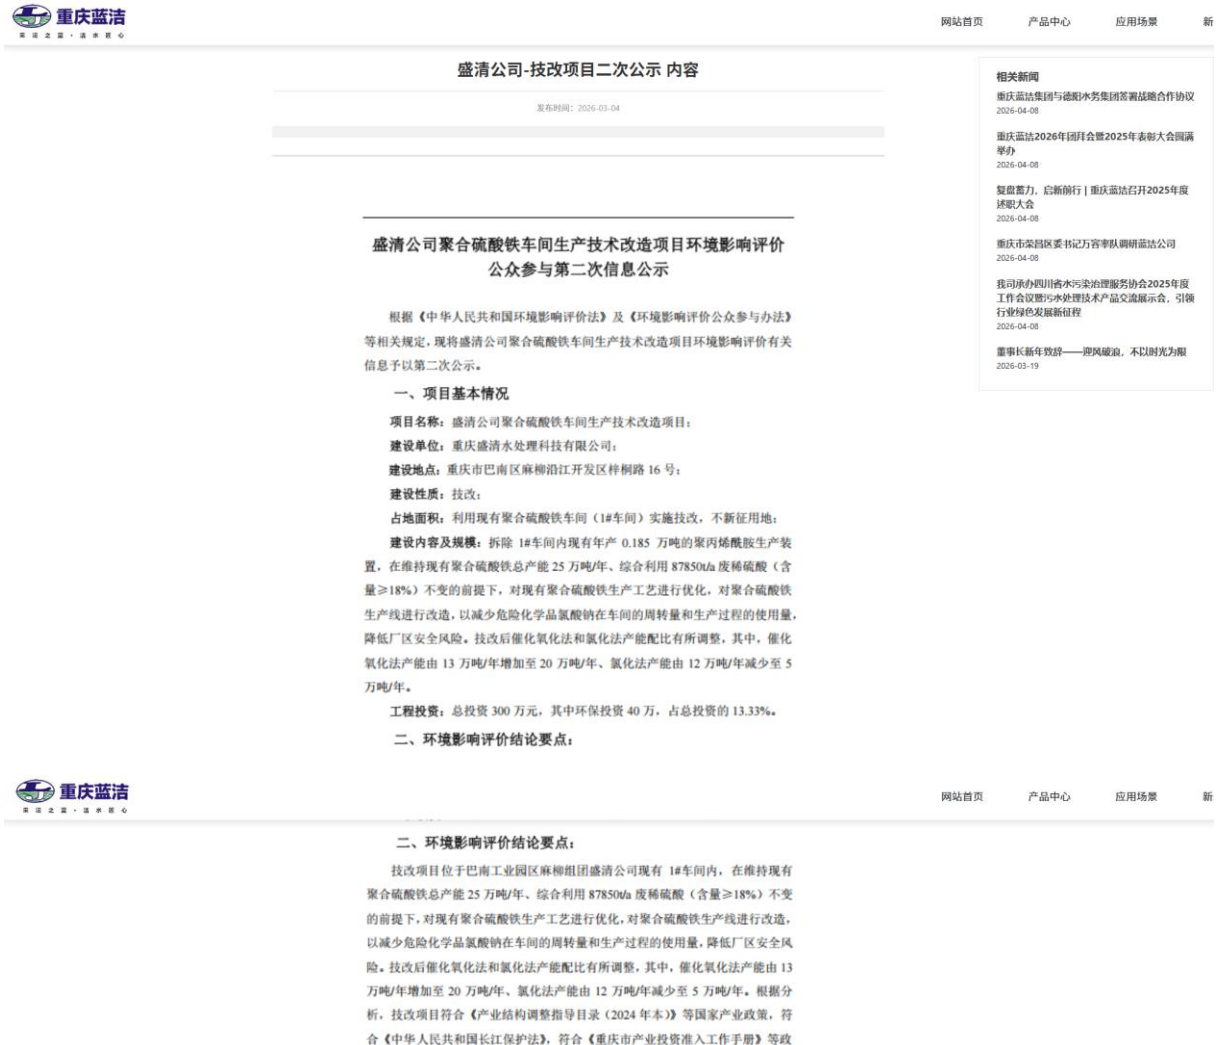 重庆蓝洁
来洁之蓝·洁水匠心
网站首页
产品中心
应用场景
新
盛清公司-技改项目二次公示 内容
发布时间：2026-03-04
盛清公司聚合硫酸铁车间生产技术改造项目环境影响评价
公众参与第二次信息公示
根据《中华人民共和国环境影响评价法》及《环境影响评价公众参与办法》
等相关规定，现将盛清公司聚合硫酸铁车间生产技术改造项目环境影响评价有关
信息予以第二次公示。
一、项目基本情况
项目名称：盛清公司聚合硫酸铁车间生产技术改造项目；
建设单位：重庆盛清水处理科技有限公司；
建设地点：重庆市巴南区麻柳沿江开发区梓桐路 16 号；
建设性质：技改；
占地面积：利用现有聚合硫酸铁车间（1#车间）实施技改，不新征用地；
建设内容及规模：拆除 1#车间内现有年产 0.185 万吨的聚丙烯酰胺生产装
置，在维持现有聚合硫酸铁总产能 25 万吨/年、综合利用 87850t/a 废稀硫酸（含
量≥18%）不变的前提下，对现有聚合硫酸铁生产工艺进行优化，对聚合硫酸铁
生产线进行改造，以减少危险化学品氯酸钠在车间的周转量和生产过程的使用量，
降低厂区安全风险。技改后催化氧化法和氯化法产能配比有所调整，其中，催化
氧化法产能由 13 万吨/年增加至 20 万吨/年、氯化法产能由 12 万吨/年减少至 5
万吨/年。
工程投资：总投资 300 万元，其中环保投资 40 万，占总投资的 13.33%。
二、环境影响评价结论要点：
相关新闻
重庆蓝洁集团与德阳水务集团签署战略合作协议
2026-04-08
重庆蓝洁2026年团拜会暨2025年表彰大会圆满
举办
2026-04-08
复盘蓄力，启新前行 | 重庆蓝洁召开2025年度
述职大会
2026-04-08
重庆市荣昌区委书记万容率队调研蓝洁公司
2026-04-08
我司承办四川省水污染治理服务协会2025年度
工作会议暨污水处理技术产品交流展示会，引领
行业绿色发展新征程
2026-04-08
董事长新年致辞——迎风破浪，不以时光为限
2026-03-19
重庆蓝洁
网站首页
产品中心
应用场景
新
二、环境影响评价结论要点：
技改项目位于巴南工业园区麻柳组团盛清公司现有 1#车间内，在维持现有
聚合硫酸铁总产能 25 万吨/年、综合利用 87850t/a 废稀硫酸（含量≥18%）不变
的前提下，对现有聚合硫酸铁生产工艺进行优化，对聚合硫酸铁生产线进行改造，
以减少危险化学品氯酸钠在车间的周转量和生产过程的使用量，降低厂区安全风
险。技改后催化氧化法和氯化法产能配比有所调整，其中，催化氧化法产能由 13
万吨/年增加至 20 万吨/年、氯化法产能由 12 万吨/年减少至 5 万吨/年。根据分
析，技改项目符合《产业结构调整指导目录（2024 年本）》等国家产业政策，符
合《中华人民共和国长江保护法》，符合《重庆市产业投资准入工作手册》等政